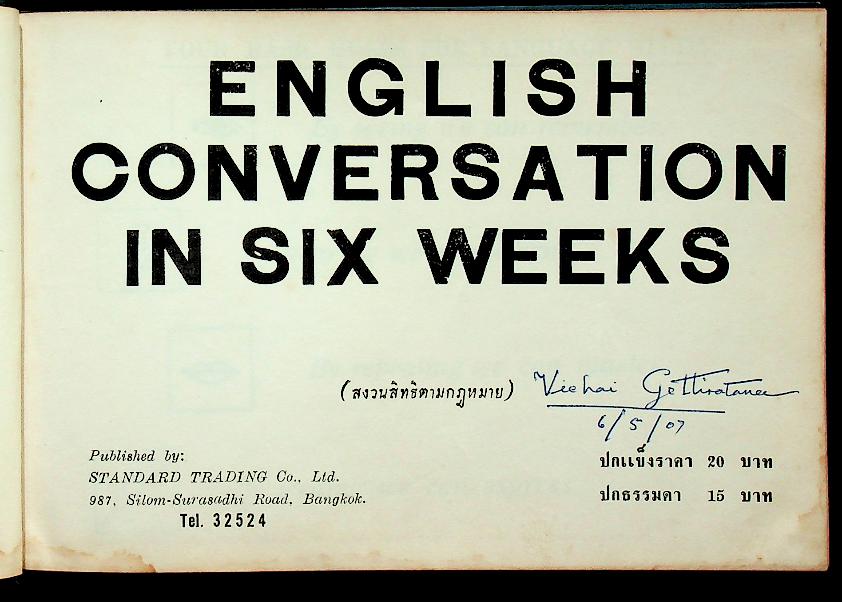 ENGLISH
CONVERSATION
IN SIX WEEKS
(สงวนสิทธิตามกฎหมาย)
Vichai
6/5/07
Published by:
STANDARD TRADING Co., Ltd.
987, Silom-Surasadhi Road, Bangkok.
Tel. 32524
ปกแข็งราคา 20 บาท
ปกธรรมดา 15 บาท